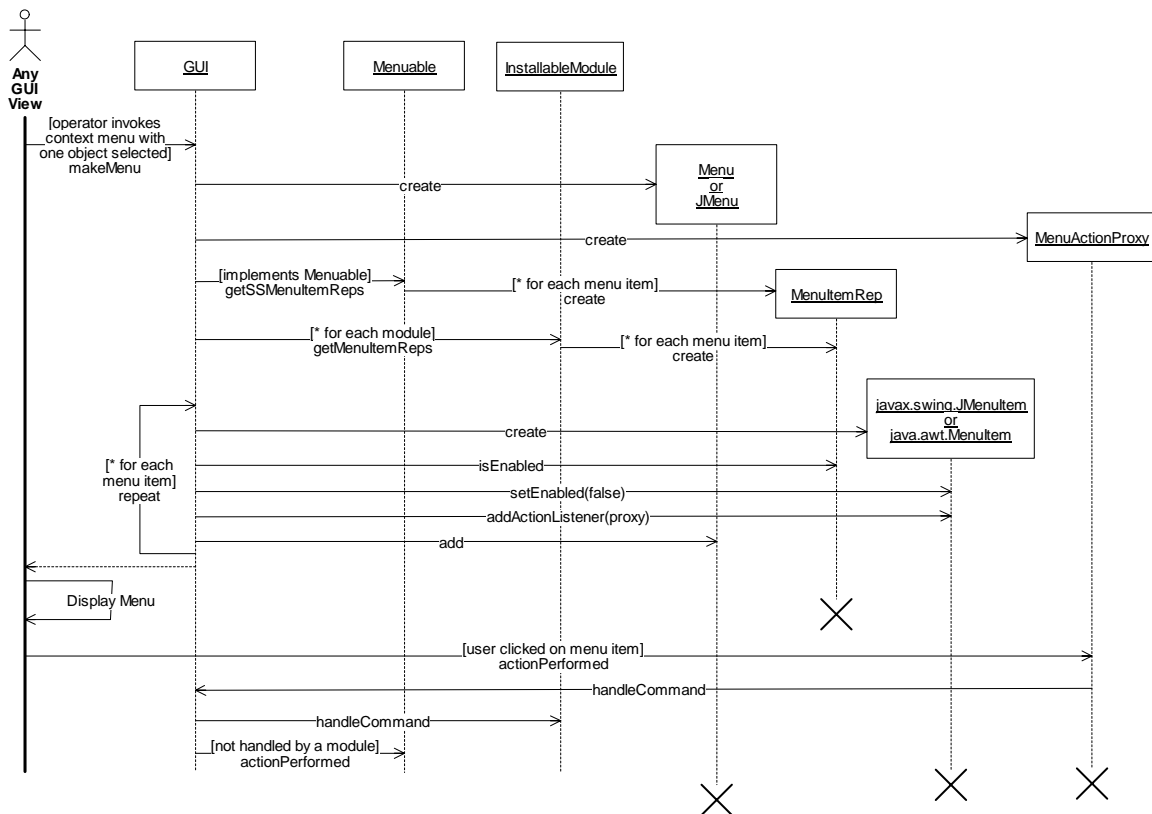 Any
GUI
View
GUI
Menuable
InstallableModule
[operator invokes
context menu with
one object selected]
makeMenu
Menu
or
JMenu
create
MenuActionProxy
create
[implements Menuable]
getSSMenuItemReps
[* for each menu item]
create
MenuItemRep
[* for each module]
getMenuItemReps
[* for each menu item]
create
javax.swing.JMenuItem
or
java.awt.MenuItem
create
[* for each
menu item]
repeat
isEnabled
setEnabled(false)
addActionListener(proxy)
add
Display Menu
[user clicked on menu item]
actionPerformed
handleCommand
handleCommand
[not handled by a module]
actionPerformed